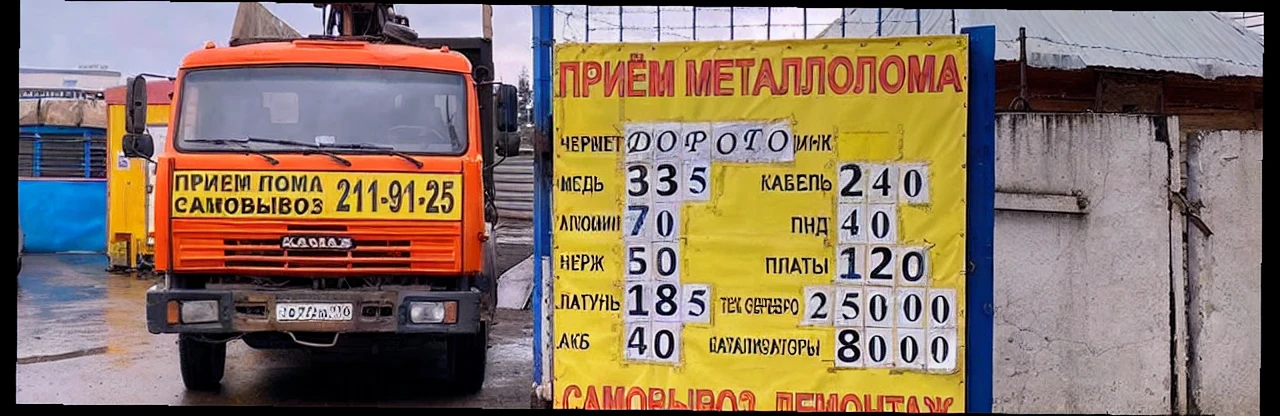 ПРИЕМ ЛОМА
САМОВЫВОЗ
211-91-25
КАМАЗ
ПРИЁМ МЕТАЛЛОЛОМА
ЧЕРМЕТ ДОРОГО ЦИНК
МЕДЬ 335 КАБЕЛЬ 240
АЛЮМИН 70 ПНД 40
НЕРЖ 50 ПЛАТЫ 120
ЛАТУНЬ 185 ТЕХ СЕРЕБРО 25000
АКБ 40 КАТАЛИЗАТОРЫ 8000
САМОВЫВОЗ ДЕМОНТАЖ